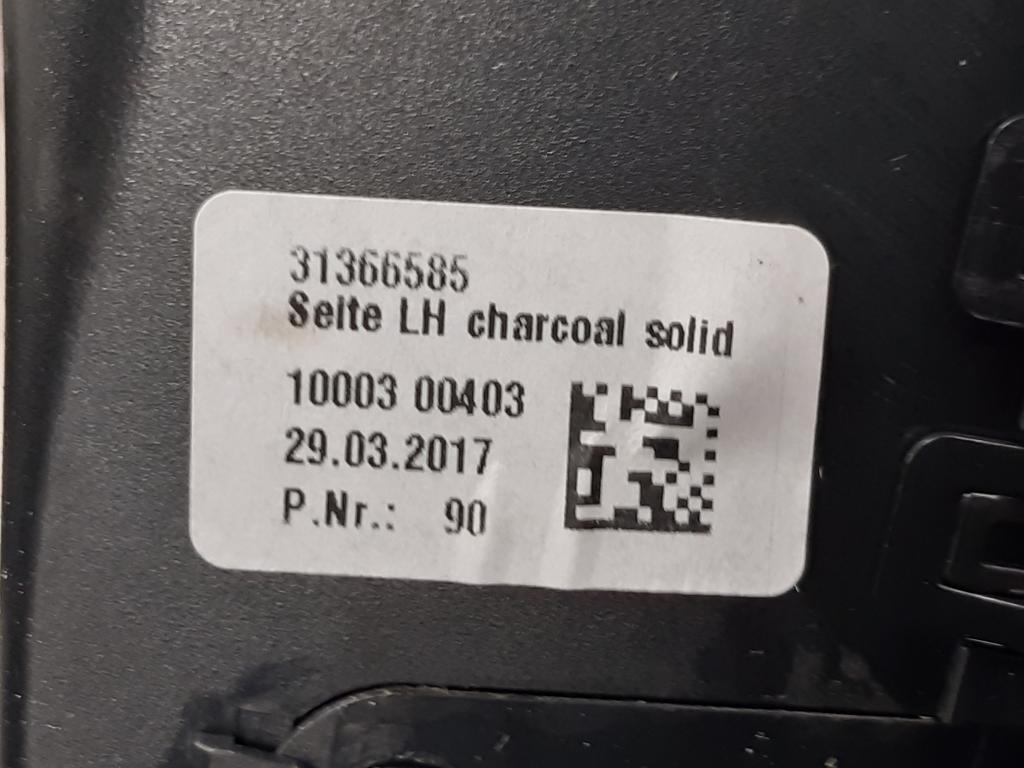 31366585
Seite LH charcoal solid
10003 00403
29.03.2017
P.Nr.: 90